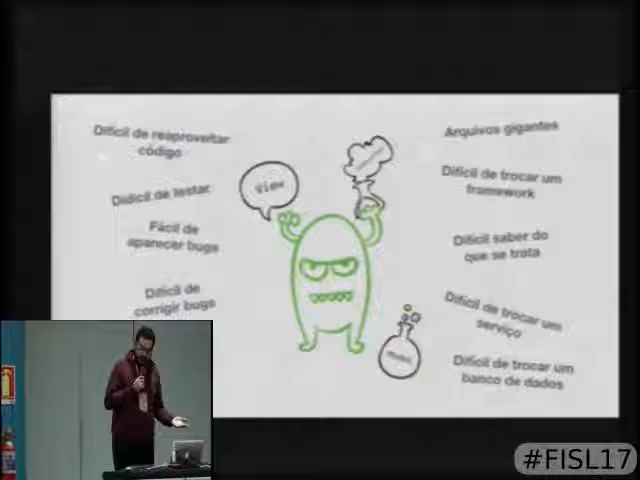 Difícil de reaproveitar
código
Difícil de testar
Fácil de
aparecer bugs
Difícil de
corrigir bugs
View
Model
Arquivos gigantes
Difícil de trocar um
framework
Difícil saber do
que se trata
Difícil de trocar um
serviço
Difícil de trocar um
banco de dados
#FISL17